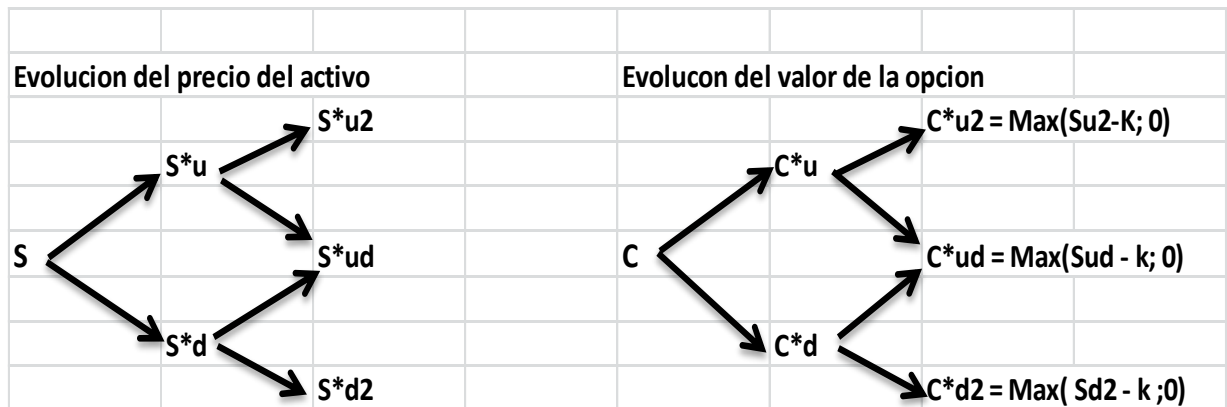 Evolucion del precio del activo
S*u2
S*u
S
S*ud
S*d
S*d2
Evolucon del valor de la opcion
C*u2 = Max(Su2-K; 0)
C*u
C
C*ud = Max(Sud - k; 0)
C*d
C*d2 = Max( Sd2 - k ;0)